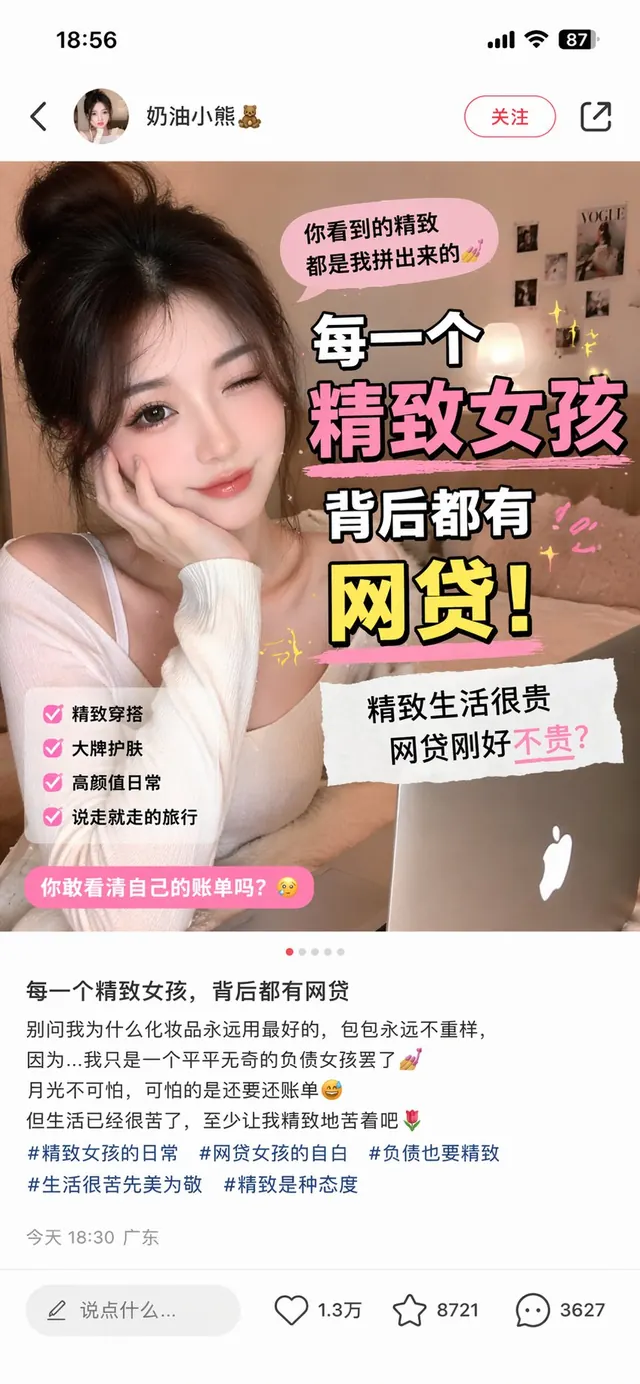 18:56
87
奶油小熊🧸
关注
你看到的精致
都是我拼出来的💅
VOGUE
每一个
精致女孩
背后都有
网贷!
精致生活很贵
网贷刚好不贵?
精致穿搭
大牌护肤
高颜值日常
说走就走的旅行
你敢看清自己的账单吗?😢
每一个精致女孩，背后都有网贷
别问我为什么化妆品永远用最好的，包包永远不重样，
因为...我只是一个平平无奇的负债女孩罢了💅
月光不可怕，可怕的是还要还账单😅
但生活已经很苦了，至少让我精致地苦着吧🌷
#精致女孩的日常 #网贷女孩的自白 #负债也要精致
#生活很苦先美为敬 #精致是种态度
今天 18:30 广东
说点什么...
1.3万
8721
3627